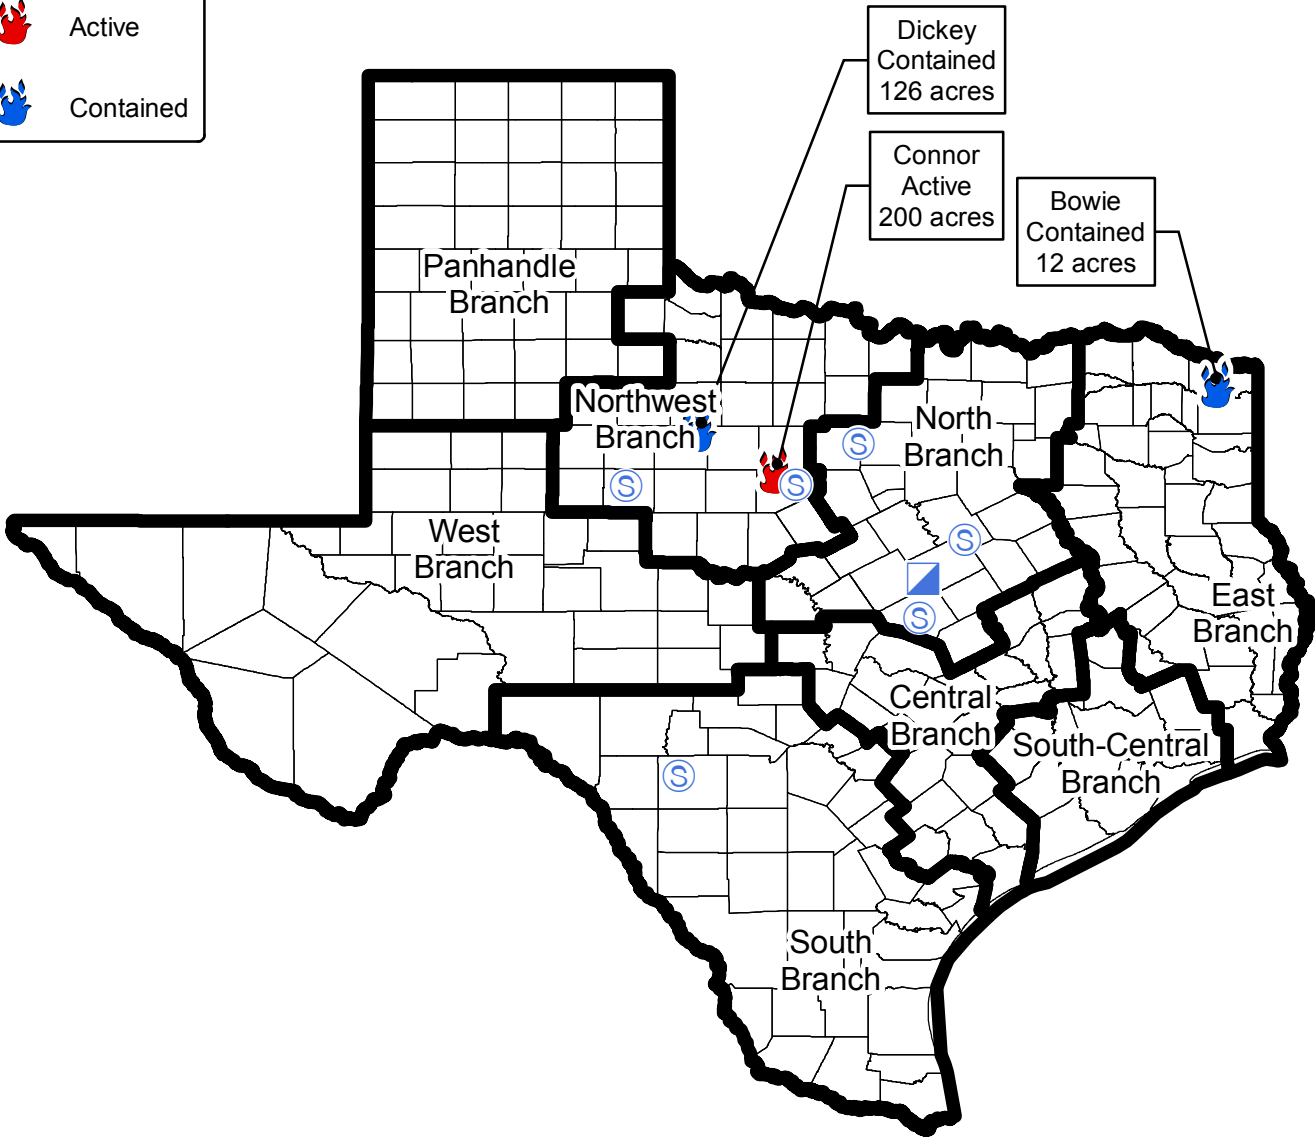 Active
Contained
Dickey
Contained
126 acres
Connor
Active
200 acres
Bowie
Contained
12 acres
Panhandle
Branch
Northwest
Branch
North
Branch
West
Branch
East
Branch
Central
Branch
South-Central
Branch
South
Branch
S
S
S
S
S
S